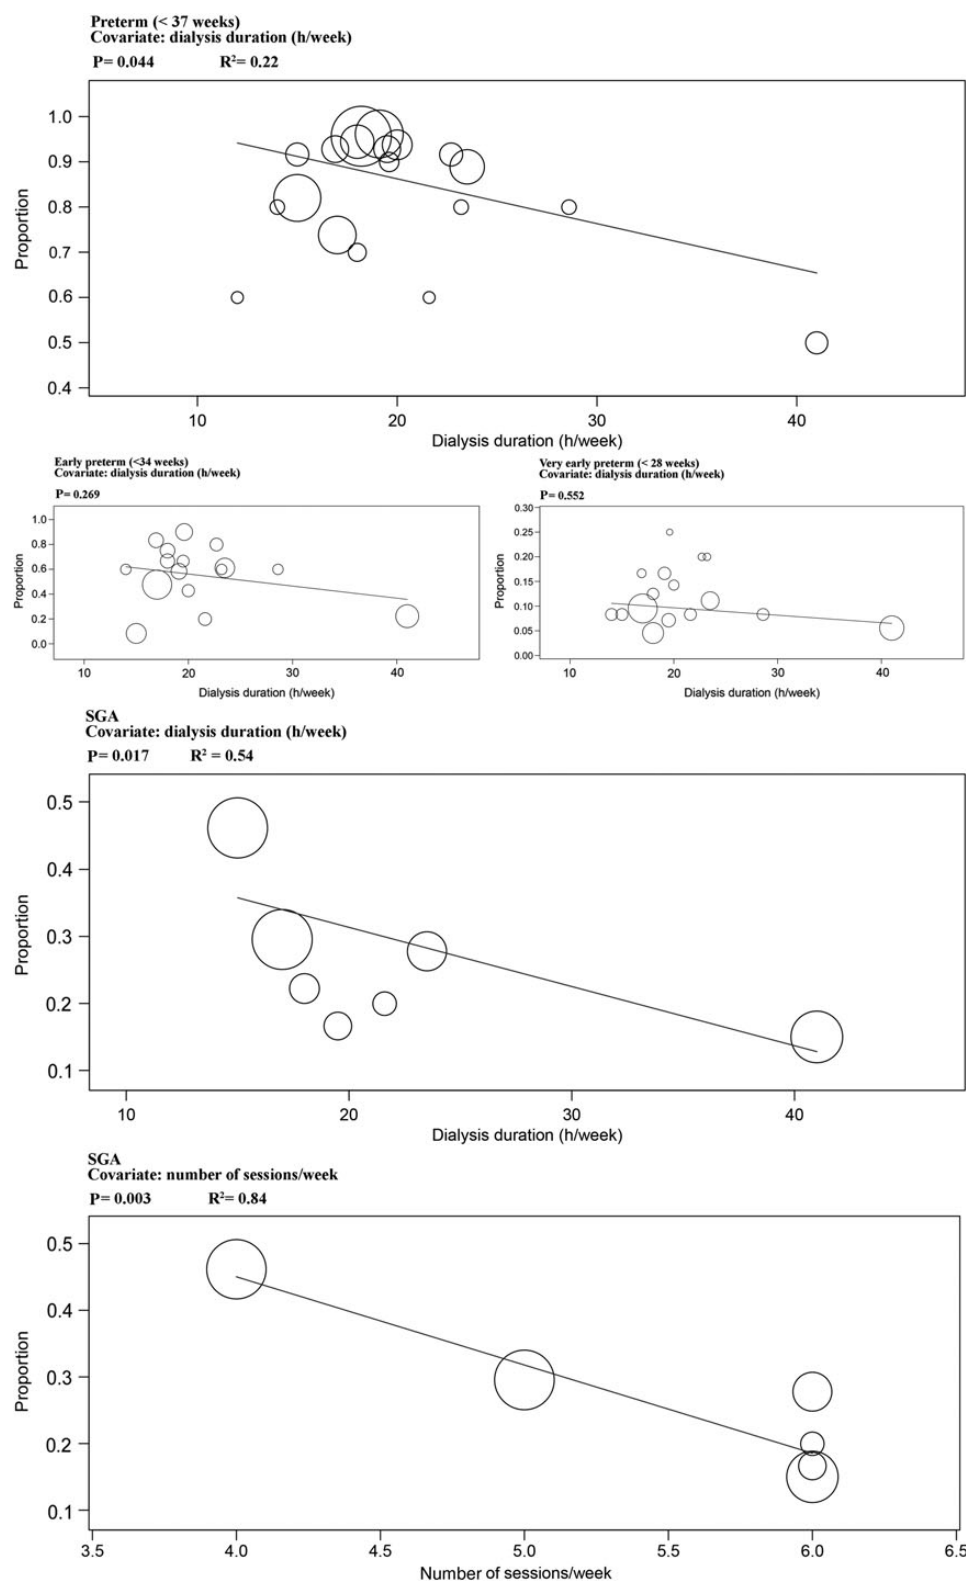 Preterm (< 37 weeks)
Covariate: dialysis duration (h/week)
P= 0.044 R²= 0.22
1.0
0.9
0.8
0.7
0.6
0.5
0.4
Proportion
10 20 30 40
Dialysis duration (h/week)
Early preterm (<34 weeks)
Covariate: dialysis duration (h/week)
P= 0.269
1.0
0.8
0.6
0.4
0.2
0.0
Proportion
10 20 30 40
Dialysis duration (h/week)
Very early preterm (< 28 weeks)
Covariate: dialysis duration (h/week)
P= 0.552
0.30
0.25
0.20
0.15
0.10
0.05
0.00
Proportion
10 20 30 40
Dialysis duration (h/week)
SGA
Covariate: dialysis duration (h/week)
P= 0.017 R² = 0.54
0.5
0.4
0.3
0.2
0.1
Proportion
10 20 30 40
Dialysis duration (h/week)
SGA
Covariate: number of sessions/week
P= 0.003 R²= 0.84
0.5
0.4
0.3
0.2
0.1
Proportion
3.5 4.0 4.5 5.0 5.5 6.0 6.5
Number of sessions/week